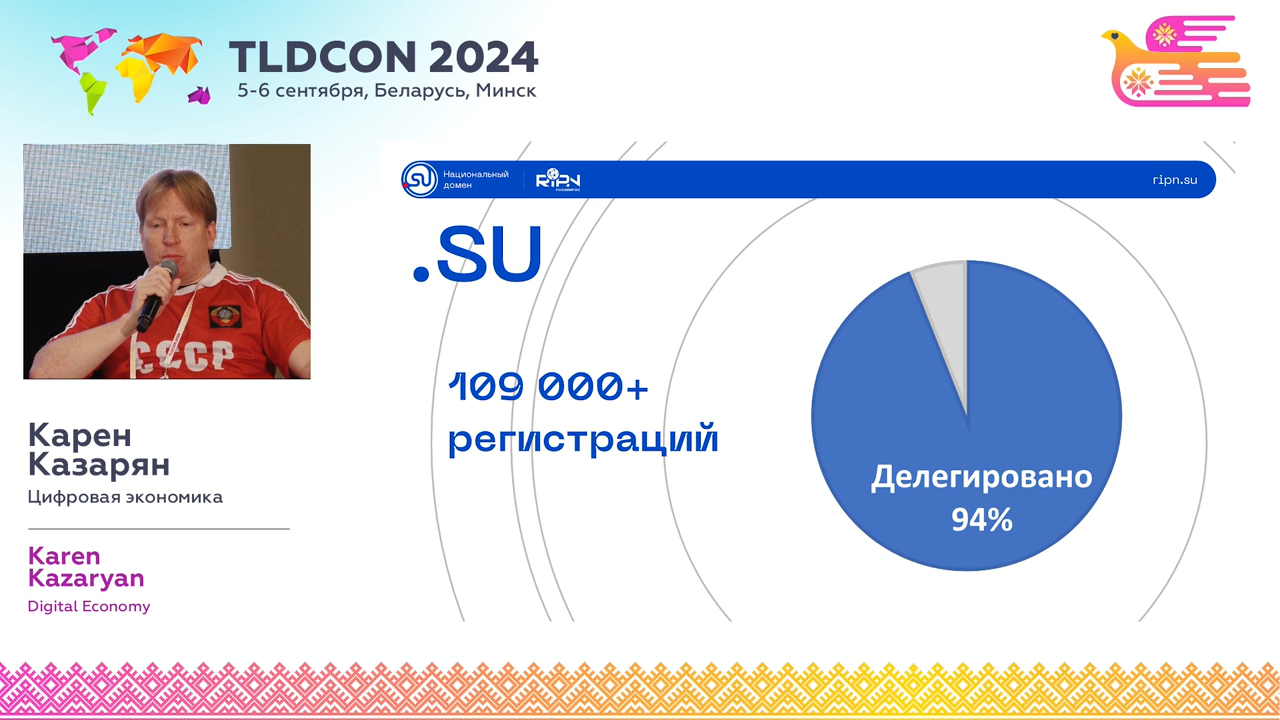 TLDCON 2024
5-6 сентября, Беларусь, Минск
SU
Национальный
домен
RIPN
ripn.su
.SU
109 000+
регистраций
Делегировано
94%
СССР
Карен
Казарян
Цифровая экономика
Karen
Kazaryan
Digital Economy